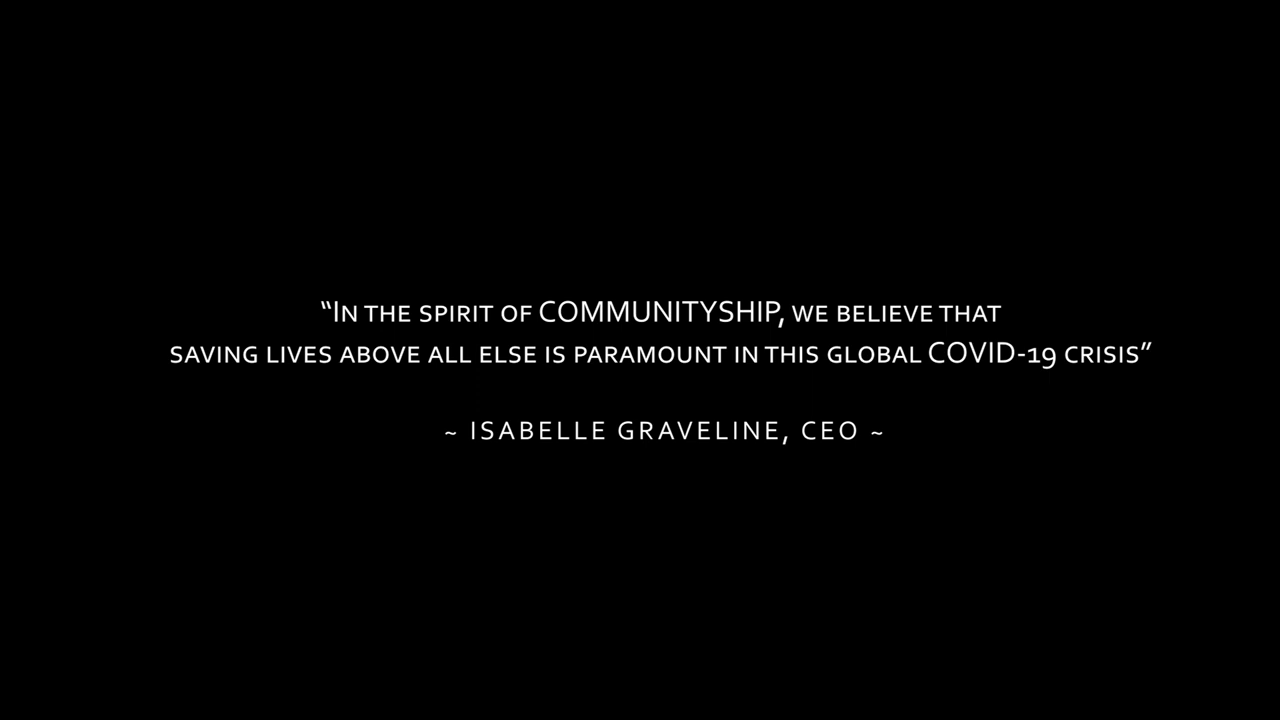 “In the spirit of COMMUNITYSHIP, we believe that
saving lives above all else is paramount in this global COVID-19 crisis”
~ ISABELLE GRAVELINE, CEO ~